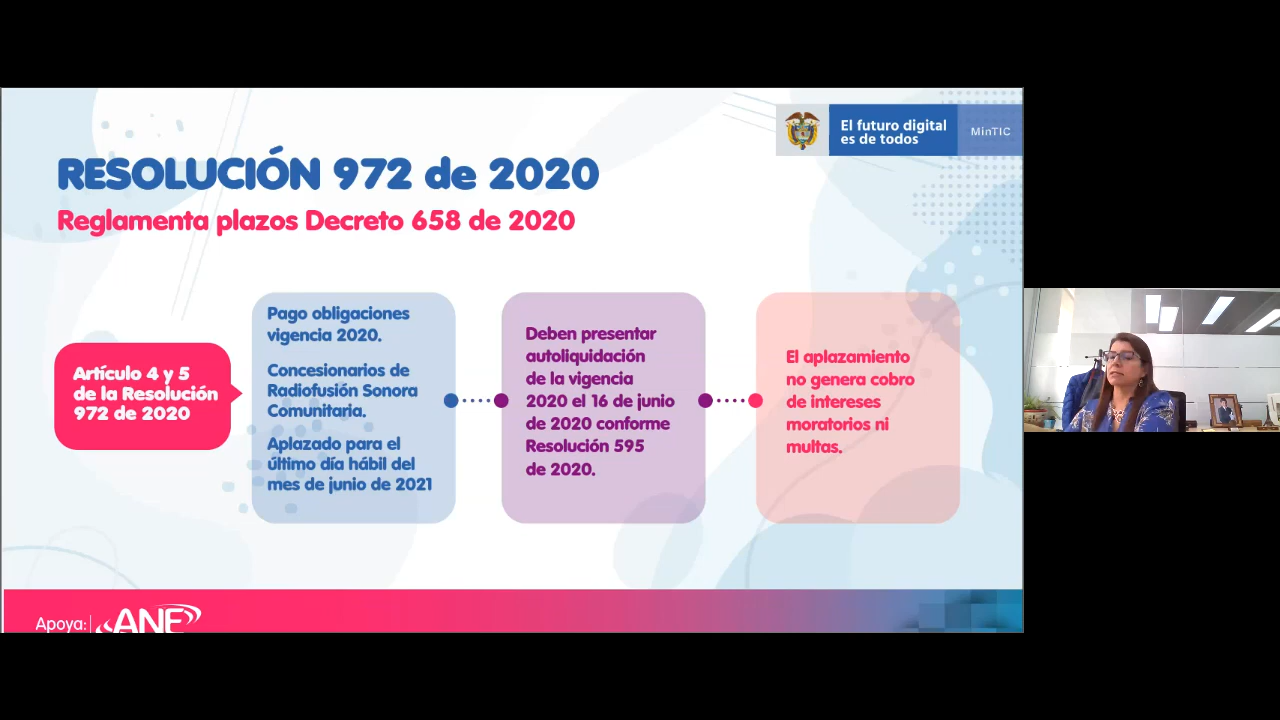 El futuro digital
es de todos
MinTIC
RESOLUCIÓN 972 de 2020
Reglamenta plazos Decreto 658 de 2020
Artículo 4 y 5
de la Resolución
972 de 2020
Pago obligaciones
vigencia 2020.
Concesionarios de
Radiofusión Sonora
Comunitaria.
Aplazado para el
último día hábil del
mes de junio de 2021
Deben presentar
autoliquidación
de la vigencia
2020 el 16 de junio
de 2020 conforme
Resolución 595
de 2020.
El aplazamiento
no genera cobro
de intereses
moratorios ni
multas.
Apoya:
ANE